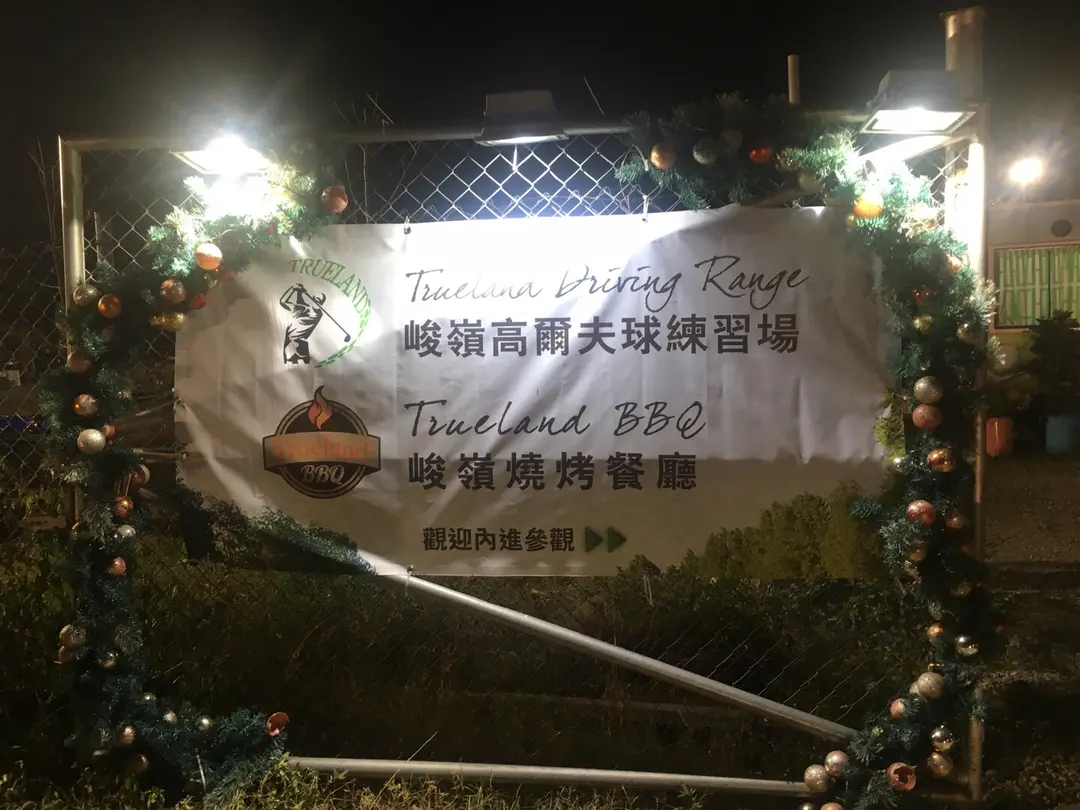 TRUELAND
Trueland Driving Range
峻嶺高爾夫球練習場
Trueland
BBQ
Trueland BBQ
峻嶺燒烤餐廳
觀迎內進參觀